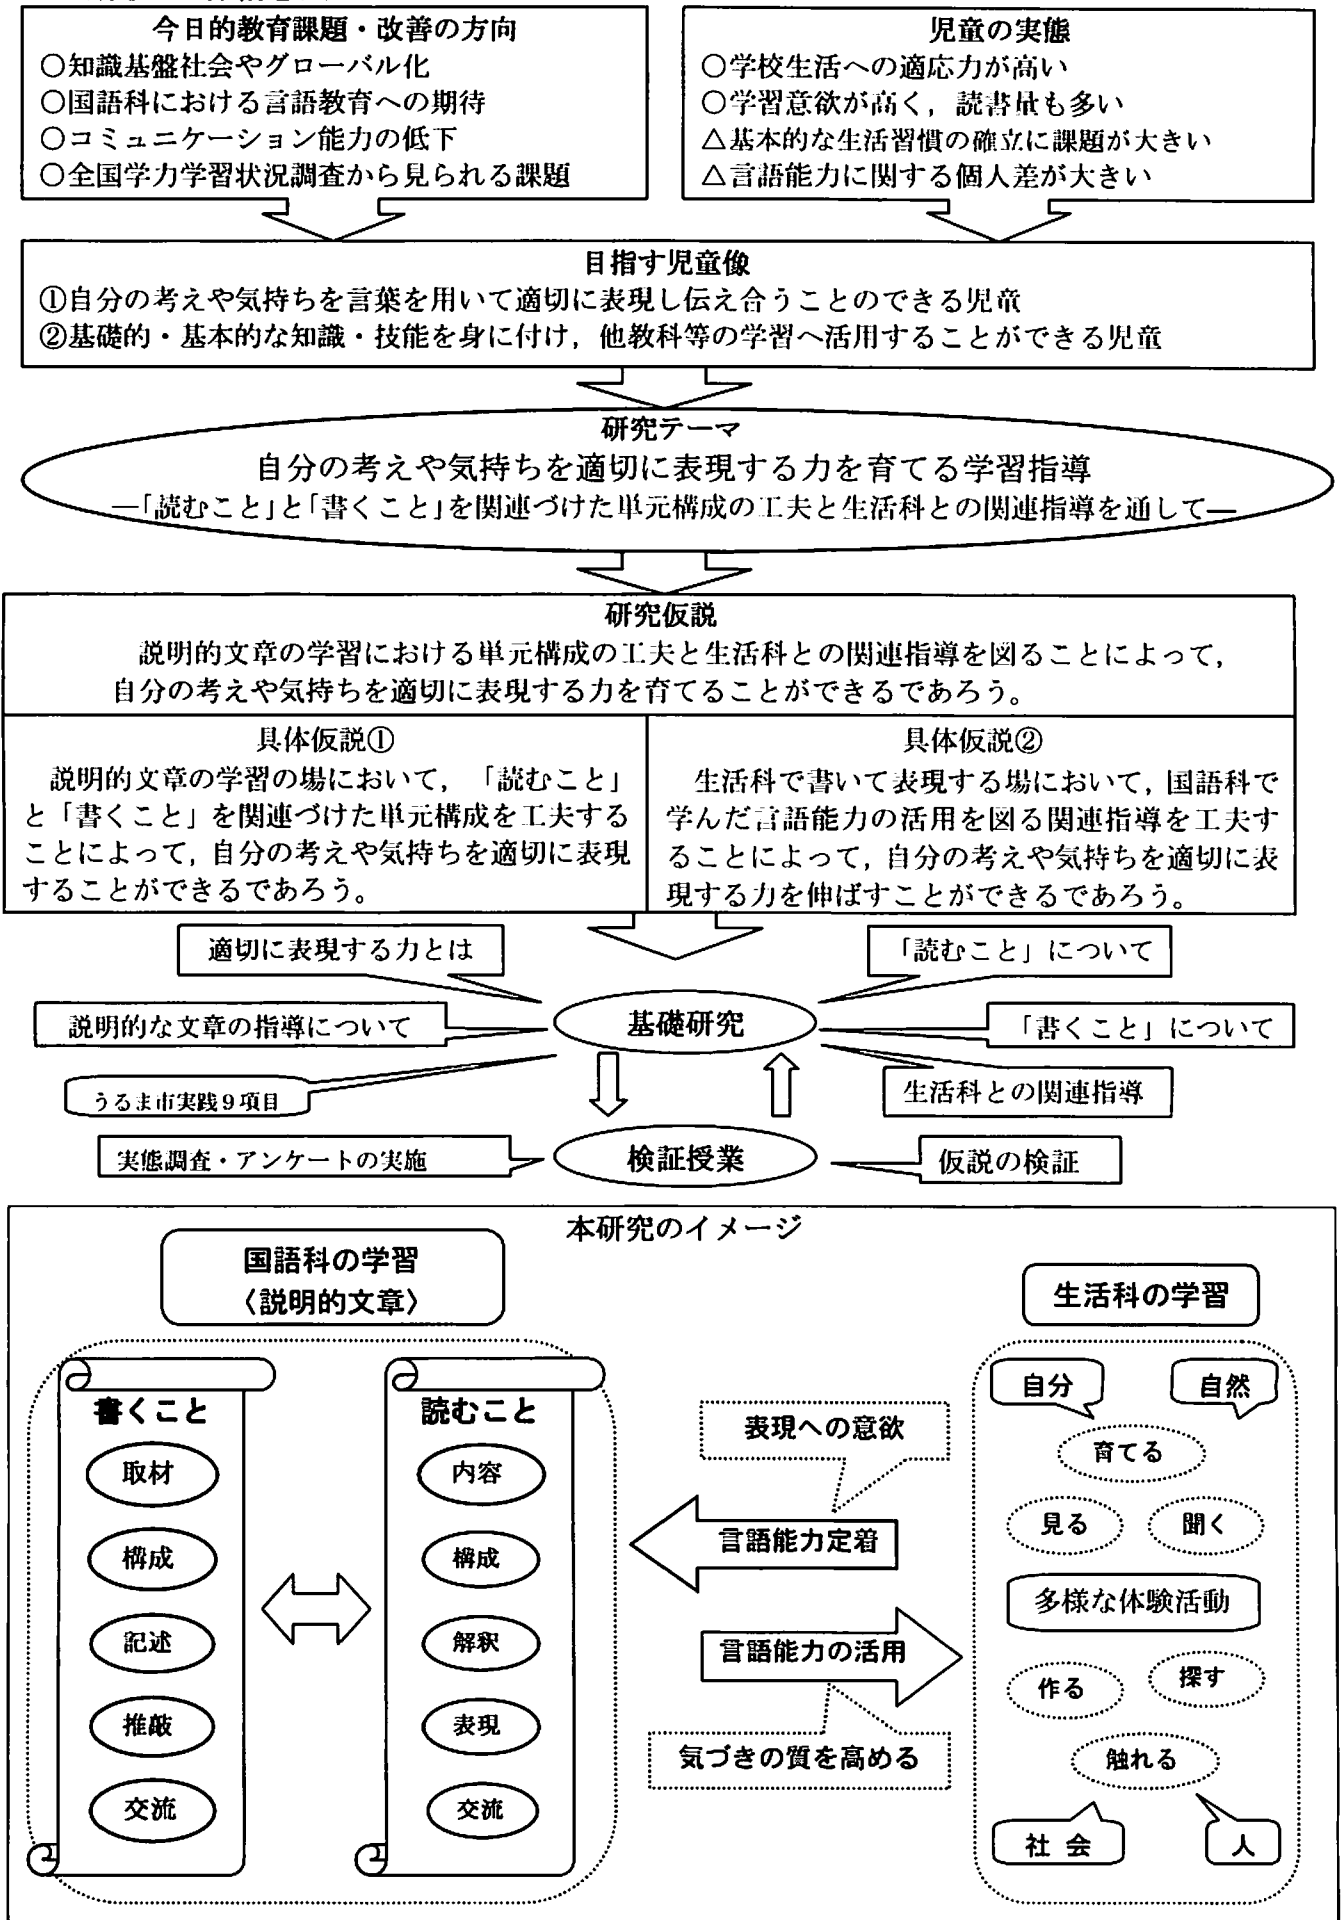 今日的教育課題・改善の方向
○知識基盤社会やグローバル化
○国語科における言語教育への期待
○コミュニケーション能力の低下
○全国学力学習状況調査から見られる課題
児童の実態
○学校生活への適応力が高い
○学習意欲が高く，読書量も多い
△基本的な生活習慣の確立に課題が大きい
△言語能力に関する個人差が大きい
目指す児童像
①自分の考えや気持ちを言葉を用いて適切に表現し伝え合うことのできる児童
②基礎的・基本的な知識・技能を身に付け，他教科等の学習へ活用することができる児童
研究テーマ
自分の考えや気持ちを適切に表現する力を育てる学習指導
―「読むこと」と「書くこと」を関連づけた単元構成の工夫と生活科との関連指導を通して―
研究仮説
説明的文章の学習における単元構成の工夫と生活科との関連指導を図ることによって，
自分の考えや気持ちを適切に表現する力を育てることができるであろう。
具体仮説①
説明的文章の学習の場において，「読むこと」
と「書くこと」を関連づけた単元構成を工夫する
ことによって，自分の考えや気持ちを適切に表現
することができるであろう。
具体仮説②
生活科で書いて表現する場において，国語科で
学んだ言語能力の活用を図る関連指導を工夫す
ることによって，自分の考えや気持ちを適切に表
現する力を伸ばすことができるであろう。
適切に表現する力とは
「読むこと」について
説明的な文章の指導について
基礎研究
「書くこと」について
うるま市実践９項目
生活科との関連指導
実態調査・アンケートの実施
検証授業
仮説の検証
本研究のイメージ
国語科の学習
〈説明的文章〉
書くこと
取材
構成
記述
推敲
交流
読むこと
内容
構成
解釈
表現
交流
表現への意欲
言語能力定着
言語能力の活用
気づきの質を高める
生活科の学習
自分
自然
育てる
見る
聞く
多様な体験活動
作る
探す
触れる
社会
人